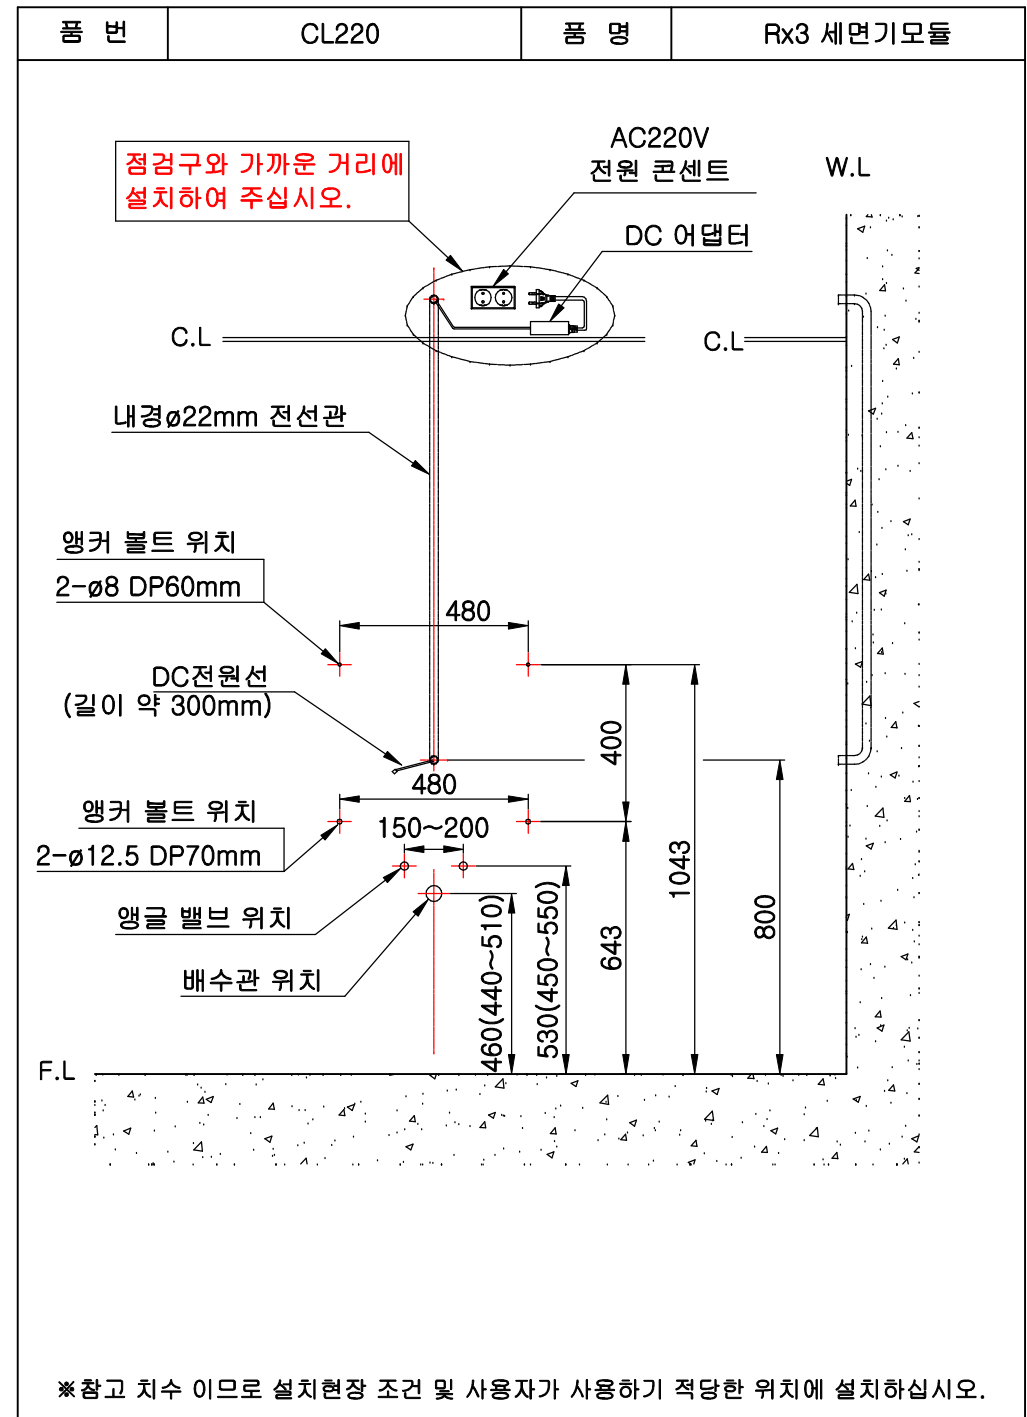 품 번
CL220
품 명
Rx3 세면기모듈
점검구와 가까운 거리에
설치하여 주십시오.
AC220V
전원 콘센트
W.L
DC 어댑터
C.L
C.L
내경ø22mm 전선관
앵커 볼트 위치
2-ø8 DP60mm
480
DC전원선
(길이 약 300mm)
400
480
앵커 볼트 위치
2-ø12.5 DP70mm
150~200
1043
800
앵글 밸브 위치
배수관 위치
460(440~510)
530(450~550)
643
F.L
※참고 치수 이므로 설치현장 조건 및 사용자가 사용하기 적당한 위치에 설치하십시오.